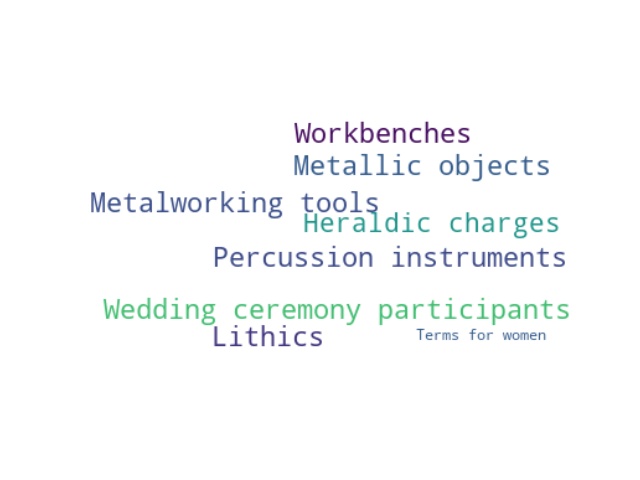 Workbenches
Metallic objects
Metalworking tools
Heraldic charges
Percussion instruments
Wedding ceremony participants
Lithics
Terms for women